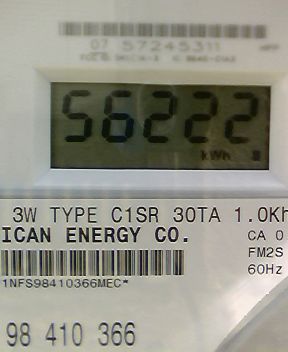 07 57245311
56222
kWh
3W TYPE C1SR 30TA 1.0Kh
ICAN ENERGY CO. CA 0
FM2S
60Hz
1NFS98410366MEC*
98 410 366